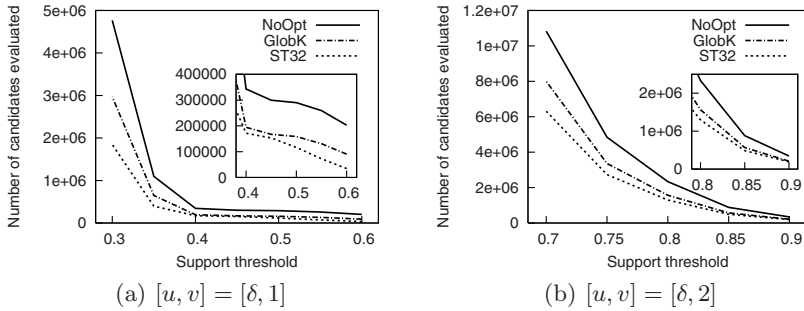 Number of candidates evaluated
5e+06
4e+06
3e+06
2e+06
1e+06
0
NoOpt
GlobK
ST32
400000
300000
200000
100000
0
0.4
0.5
0.6
0.3
0.4
0.5
0.6
Support threshold
(a) [u, v] = [δ, 1]
Number of candidates evaluated
1.2e+07
1e+07
8e+06
6e+06
4e+06
2e+06
0
NoOpt
GlobK
ST32
2e+06
1e+06
0
0.8
0.85
0.9
0.7
0.75
0.8
0.85
0.9
Support threshold
(b) [u, v] = [δ, 2]